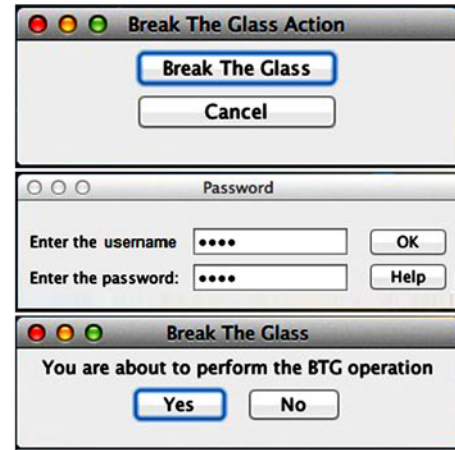 Break The Glass Action
Break The Glass
Cancel
Password
Enter the username •••• OK
Enter the password: •••• Help
Break The Glass
You are about to perform the BTG operation
Yes No